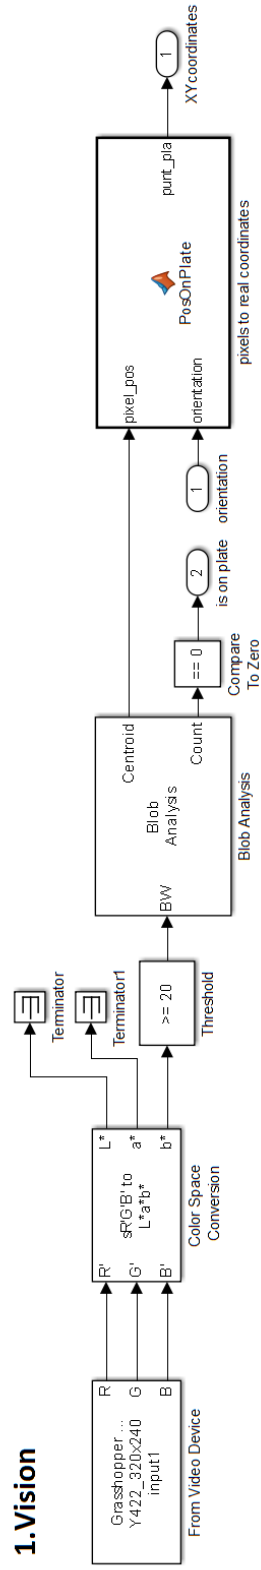 1.Vision
Grasshopper ...
Y422_320x240
input1
R
G
B
From Video Device
R'
G'
B'
sR'G'B' to
L*a*b*
L*
a*
b*
Color Space
Conversion
Terminator
Terminator1
>= 20
Threshold
BW
Blob
Analysis
Centroid
Count
Blob Analysis
== 0
Compare
To Zero
2
is on plate
1
orientation
pixel_pos
orientation
PosOnPlate
punt_pla
pixels to real coordinates
1
XY coordinates